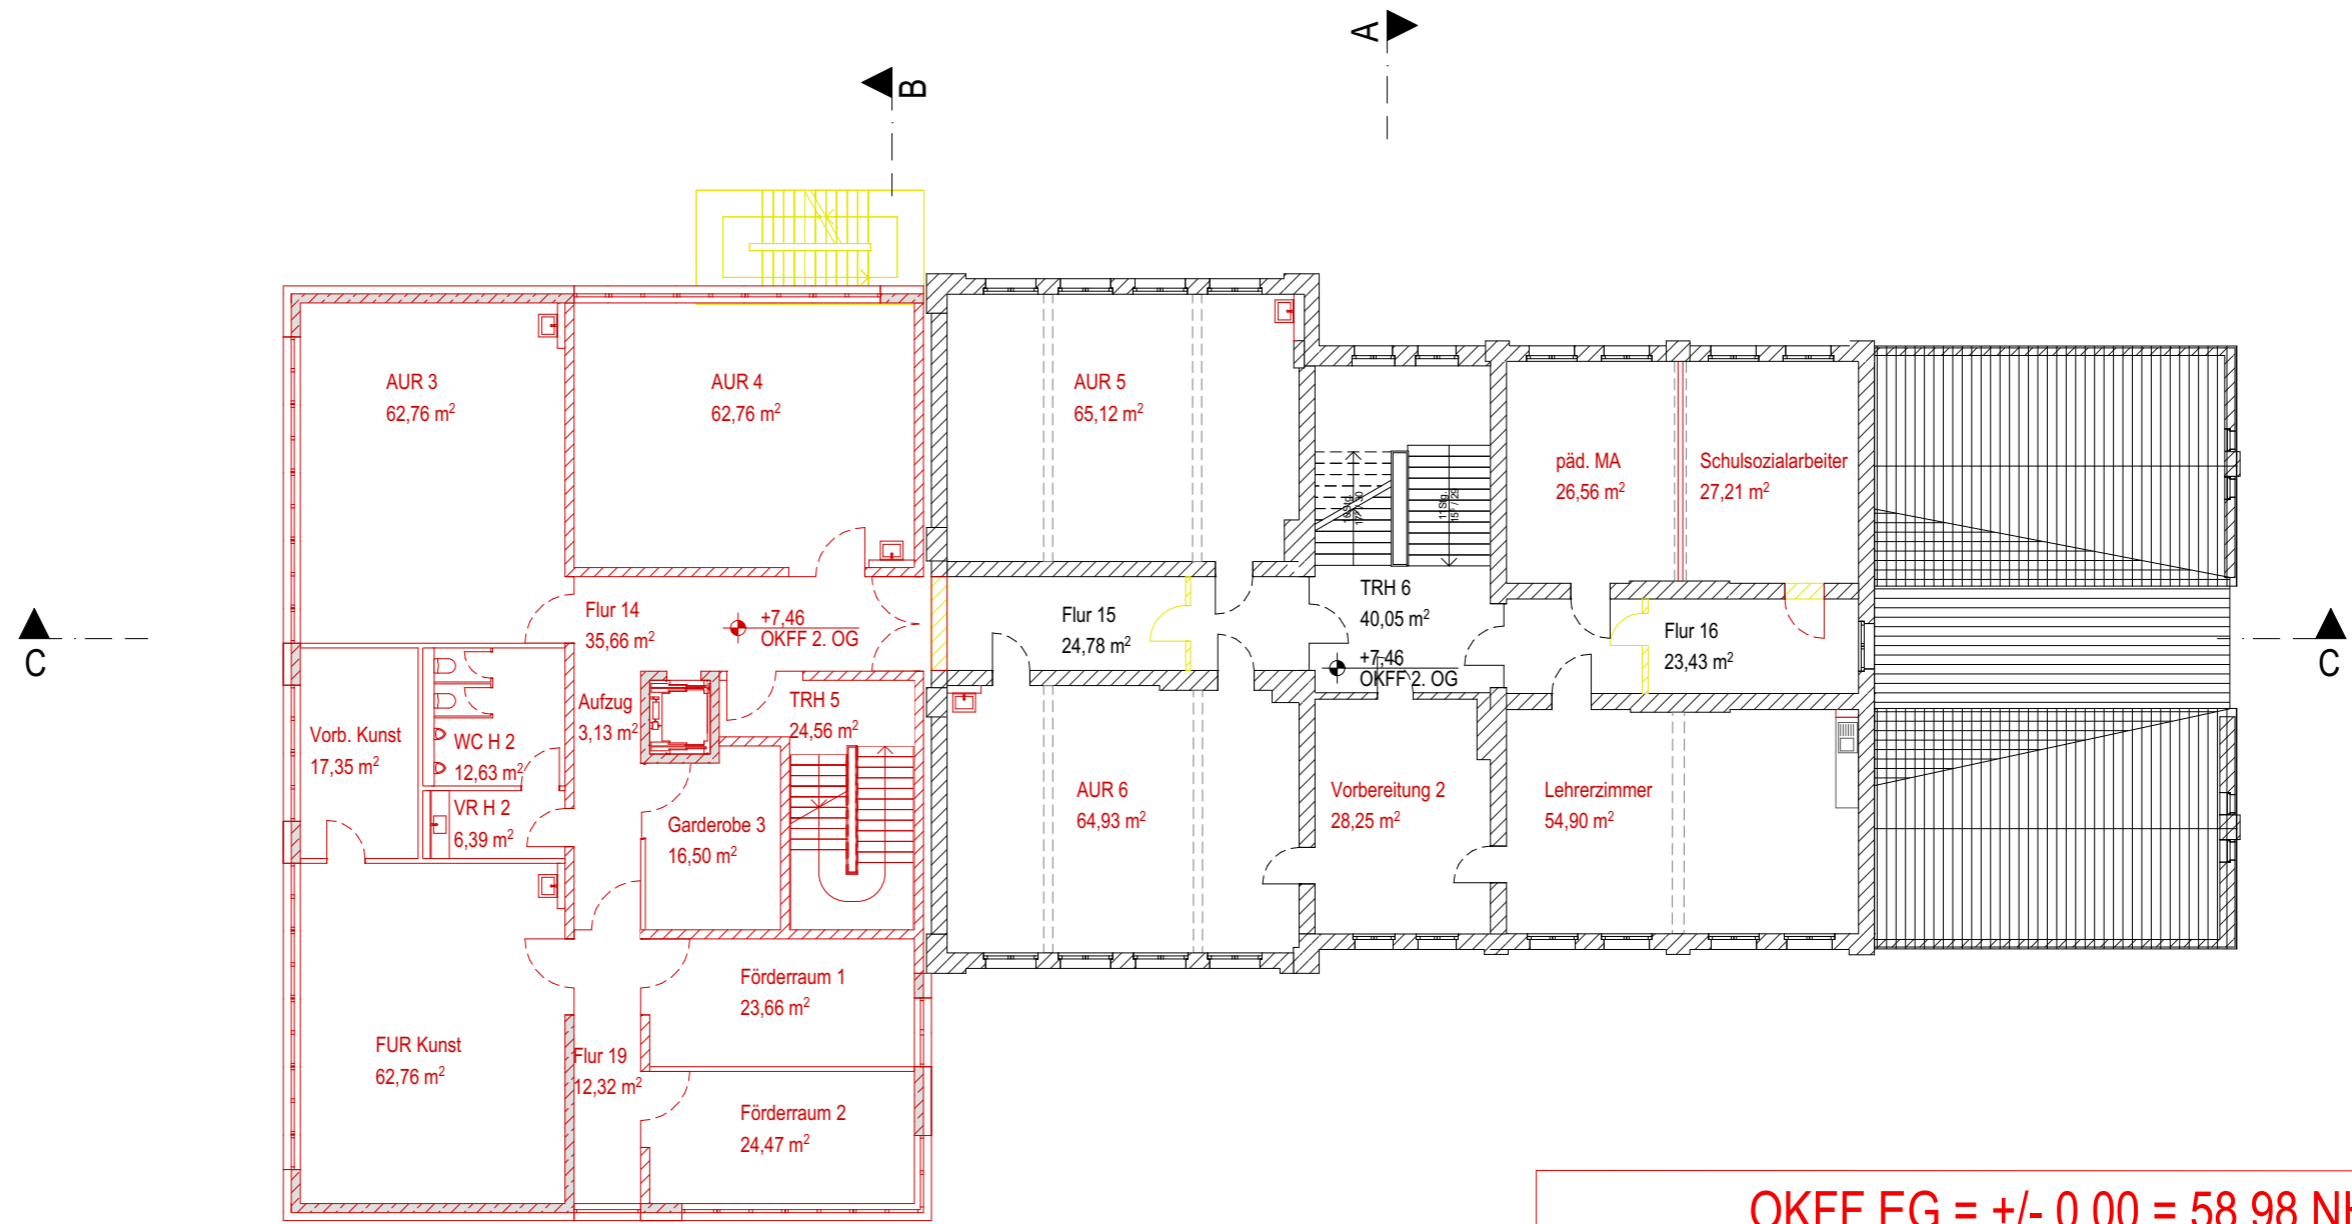 A
B
AUR 3
62,76 m²
AUR 4
62,76 m²
AUR 5
65,12 m²
päd. MA
26,56 m²
Schulsozialarbeiter
27,21 m²
TRH 6
40,05 m²
Flur 14
35,66 m²
+7,46
OKFF 2. OG
Flur 15
24,78 m²
Flur 16
23,43 m²
+7,46
OKFF 2. OG
C
C
Aufzug
3,13 m²
TRH 5
24,56 m²
Vorb. Kunst
17,35 m²
WC H 2
12,63 m²
VR H 2
6,39 m²
Garderobe 3
16,50 m²
AUR 6
64,93 m²
Vorbereitung 2
28,25 m²
Lehrerzimmer
54,90 m²
Förderraum 1
23,66 m²
FUR Kunst
62,76 m²
Flur 19
12,32 m²
Förderraum 2
24,47 m²
OKFF EG = +/- 0,00 = 58,98